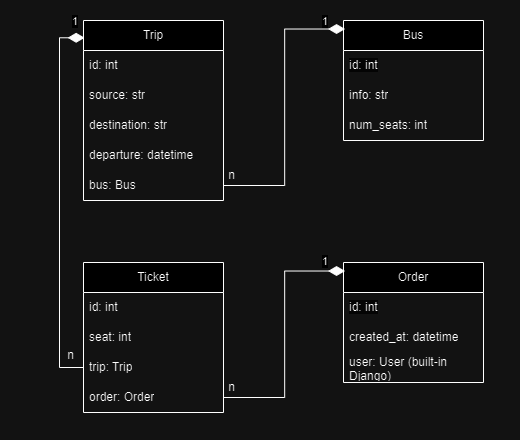 1
Trip
id: int
source: str
destination: str
departure: datetime
bus: Bus
n
1
Bus
id: int
info: str
num_seats: int
Ticket
id: int
seat: int
n
trip: Trip
order: Order
n
1
Order
id: int
created_at: datetime
user: User (built-in
Django)